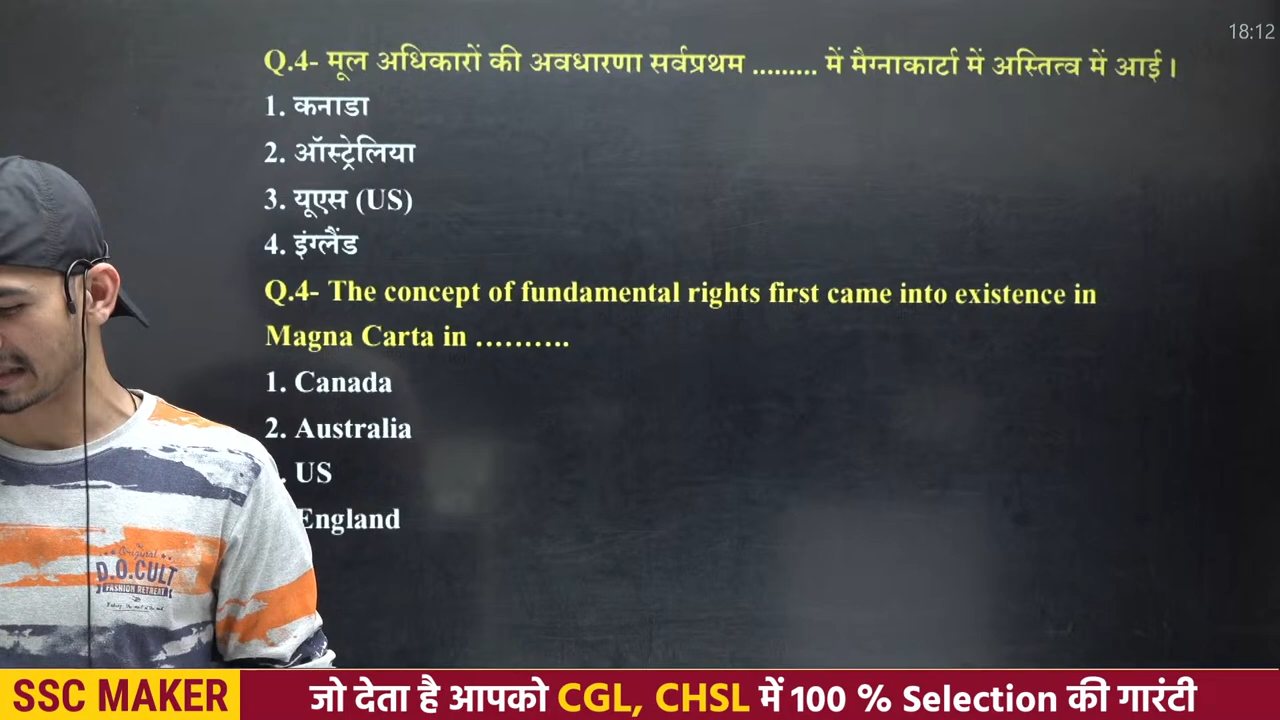 18:12
Q.4- मूल अधिकारों की अवधारणा सर्वप्रथम ......... में मैग्नाकार्टा में अस्तित्व में आई।
1. कनाडा
2. ऑस्ट्रेलिया
3. यूएस (US)
4. इंग्लैंड
Q.4- The concept of fundamental rights first came into existence in
Magna Carta in ……….
1. Canada
2. Australia
. US
England
Original
D.O.CULT
FASHION RETREAT
SSC MAKER जो देता है आपको CGL, CHSL में 100 % Selection की गारंटी